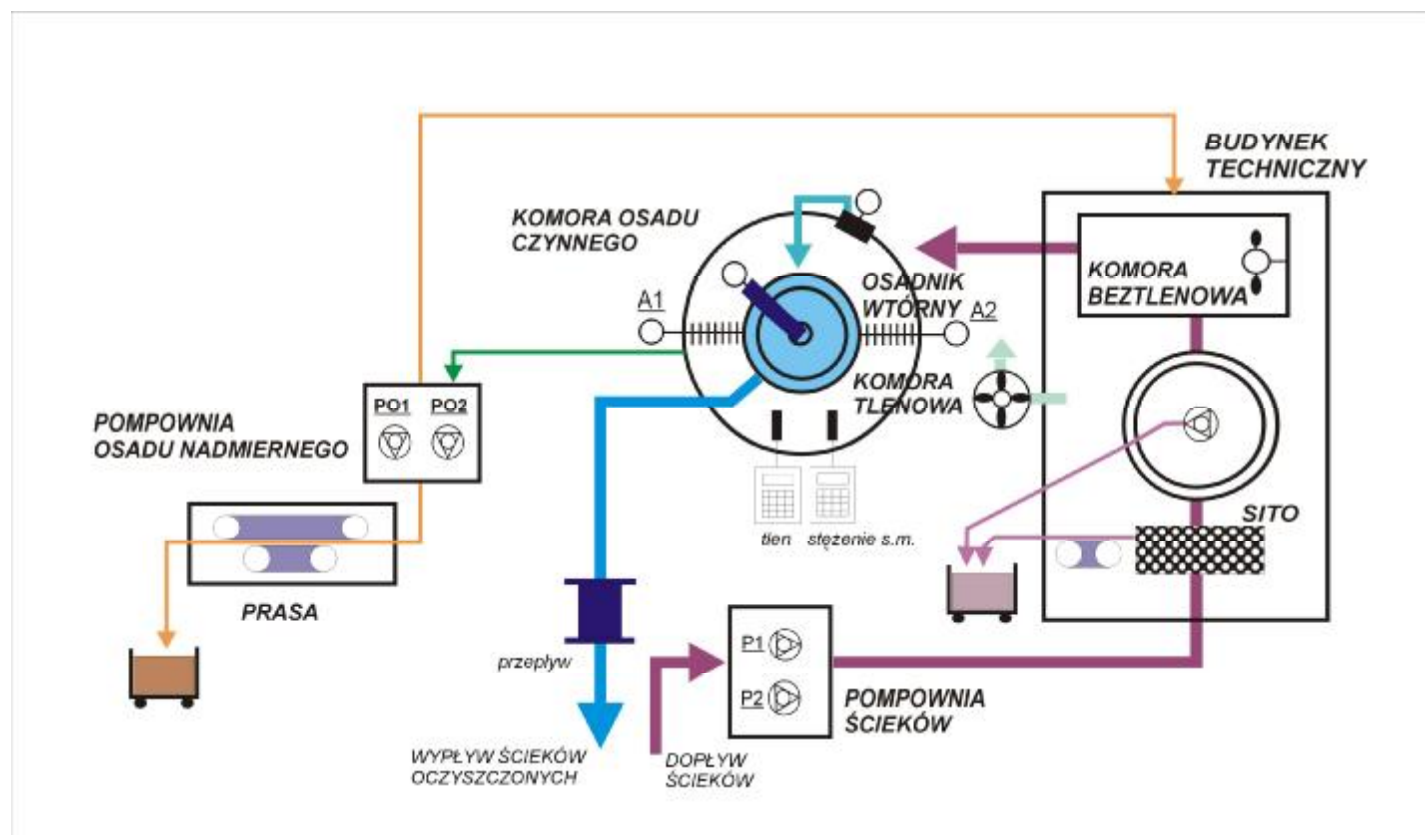 BUDYNEK
TECHNICZNY
KOMORA OSADU
CZYNNEGO
KOMORA
BEZTLENOWA
OSADNIK
WTÓRNY
A1
A2
KOMORA
TLENOWA
PO1 PO2
POMPOWNIA
OSADU NADMIERNEGO
SITO
tlen stężenie s.m.
PRASA
przepływ
P1
P2
POMPOWNIA
ŚCIEKÓW
WYPŁYW ŚCIEKÓW
OCZYSZCZONYCH
DOPŁYW
ŚCIEKÓW